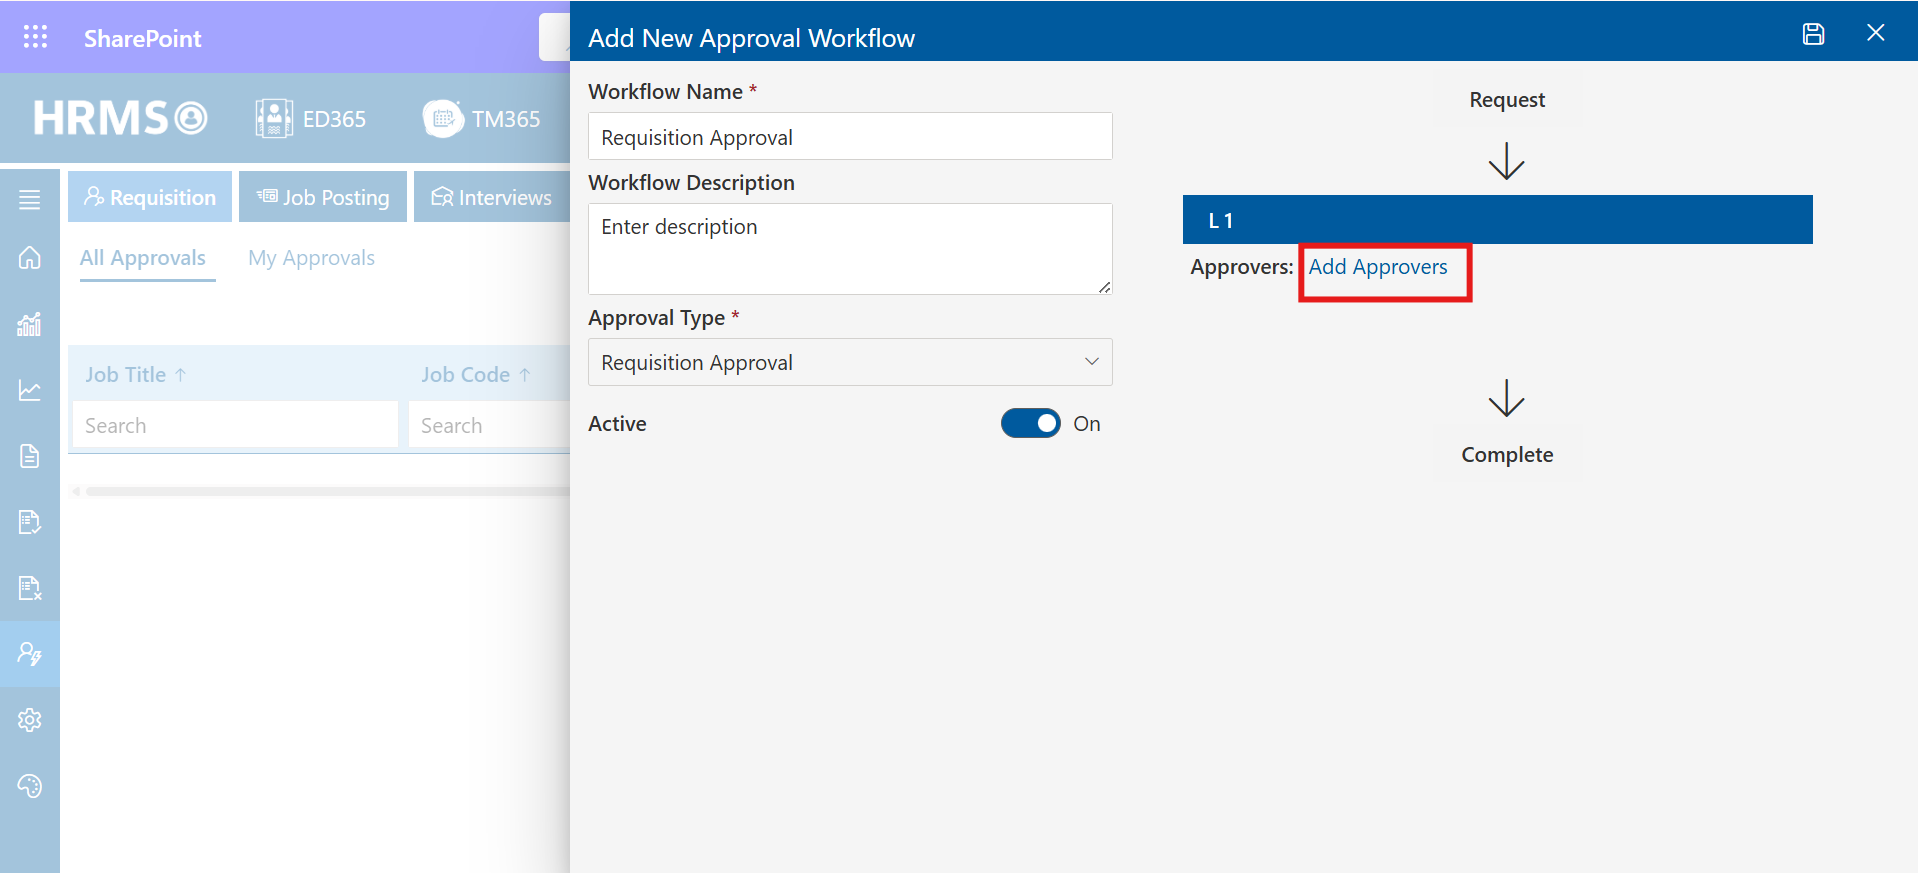 SharePoint
HRMS
ED365
TM365
Requisition
Job Posting
Interviews
All Approvals
My Approvals
Job Title ↑
Job Code ↑
Search
Search
Add New Approval Workflow
Workflow Name *
Requisition Approval
Workflow Description
Enter description
Approval Type *
Requisition Approval
Active
On
Request
L 1
Approvers: Add Approvers
Complete